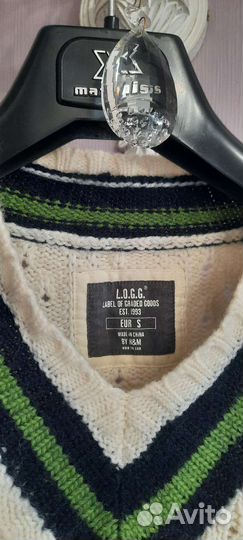 L.O.G.G.
LABEL OF GRADED GOODS
EST. 1993
EUR S
MADE IN CHINA
BY H&M
Avito